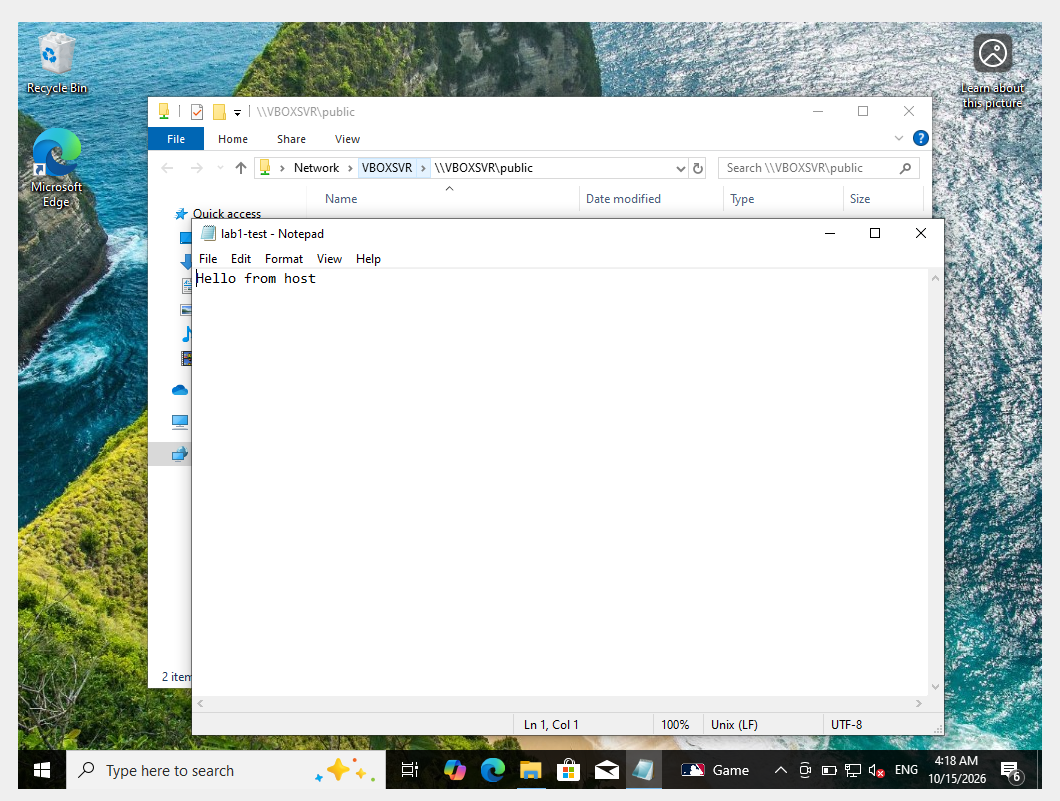 Recycle Bin
Learn about
this picture
Microsoft
Edge
\\VBOXSVR\public
File Home Share View
Network VBOXSVR \\VBOXSVR\public
Search \\VBOXSVR\public
Name Date modified Type Size
Quick access
lab1-test - Notepad
File Edit Format View Help
Hello from host
2 item
Ln 1, Col 1 100% Unix (LF) UTF-8
Type here to search
Game
ENG
4:18 AM
10/15/2026
6